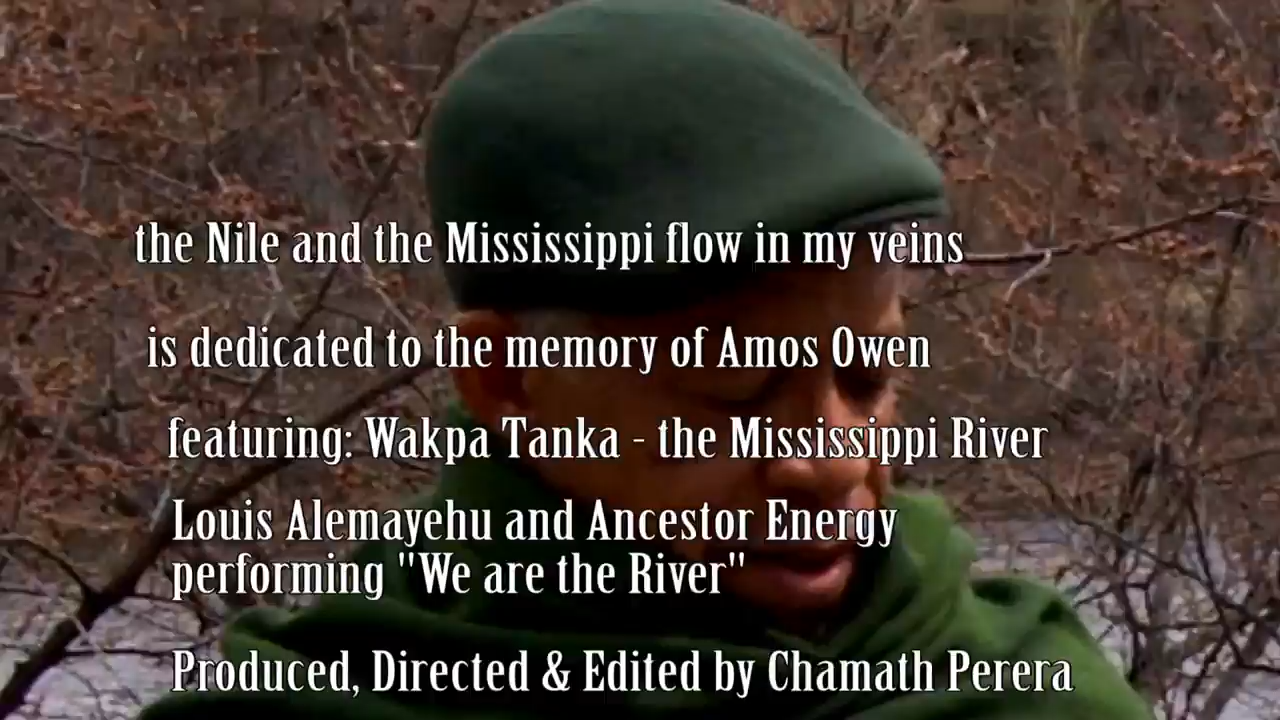 the Nile and the Mississippi flow in my veins
is dedicated to the memory of Amos Owen
featuring: Wakpa Tanka - the Mississippi River
Louis Alemayehu and Ancestor Energy
performing "We are the River"
Produced, Directed & Edited by Chamath Perera